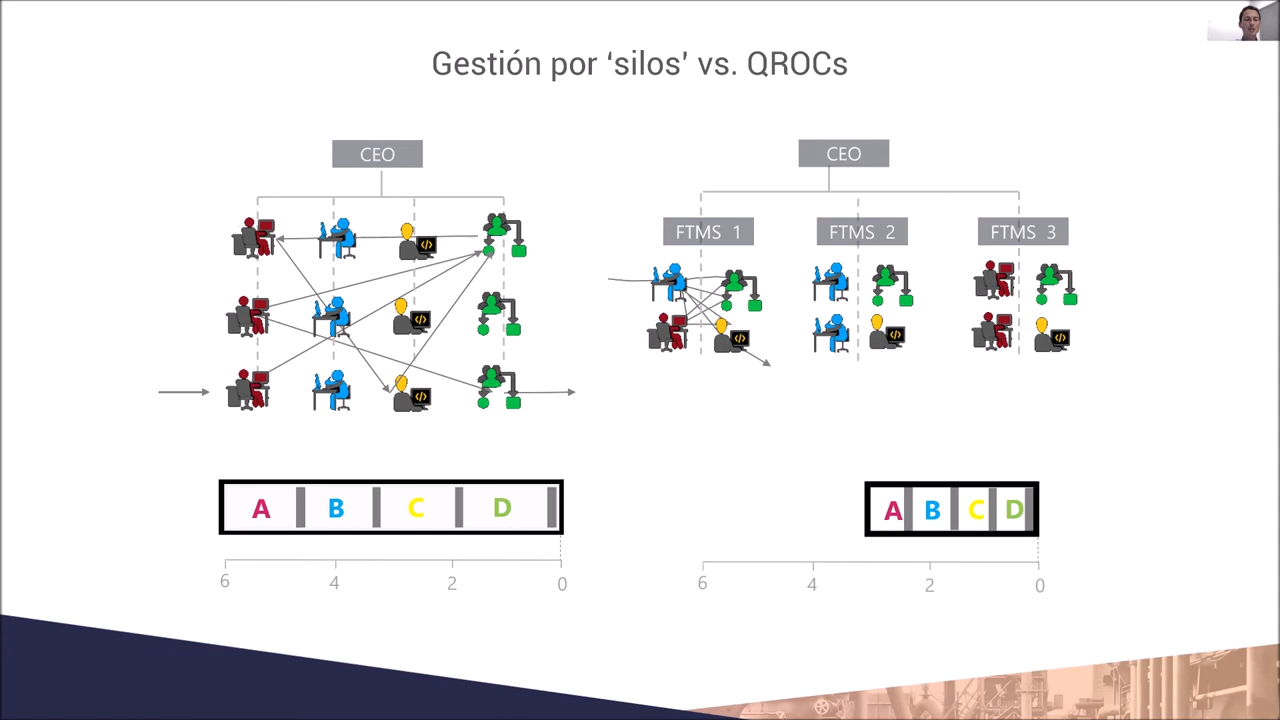 Gestión por ‘silos’ vs. QROCs
CEO
A B C D
6 4 2 0
CEO
FTMS 1 FTMS 2 FTMS 3
A B C D
6 4 2 0